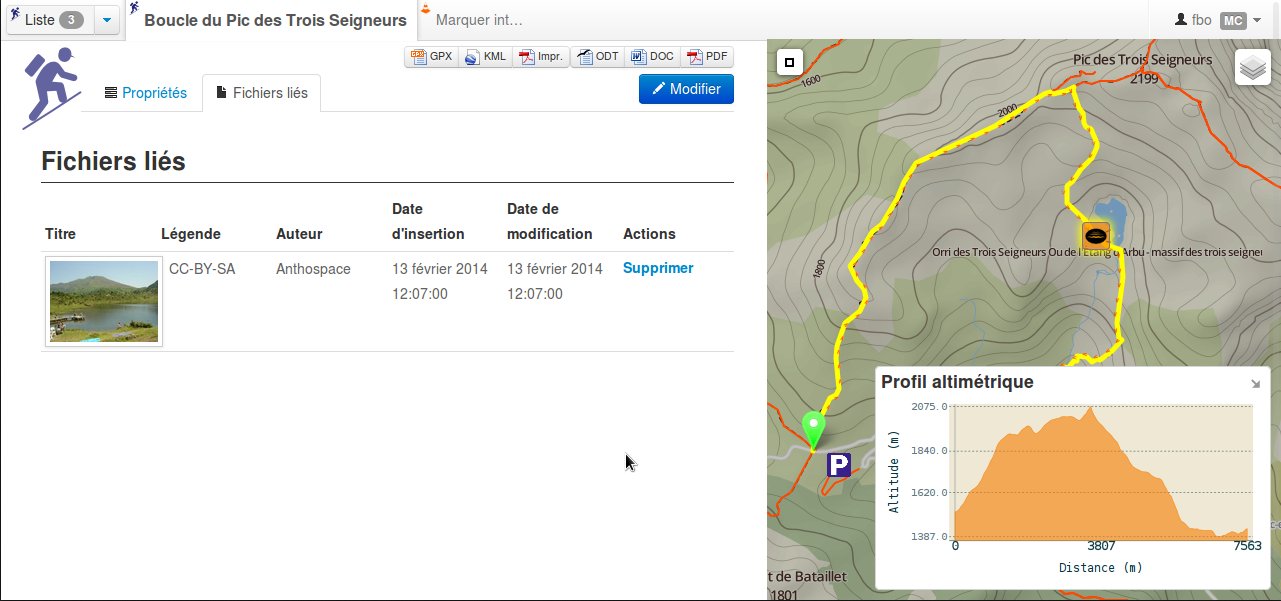 Liste 3
Boucle du Pic des Trois Seigneurs
Marquer int...
fbo MC
GPX KML Impr. ODT DOC PDF
Propriétés
Fichiers liés
Modifier
Fichiers liés
Titre Légende Auteur Date d'insertion Date de modification Actions
CC-BY-SA Anthospace 13 février 2014 12:07:00 13 février 2014 12:07:00 Supprimer
Pic des Trois Seigneurs
2199
1600
2000
1800
Orri des Trois Seigneurs Ou de l'Etang d'Arbu - massif des trois seigneu
P
t de Bataillet
1801
Profil altimétrique
Altitude (m)
2075.0
1840.0
1620.0
1387.0
0 3807 7563
Distance (m)